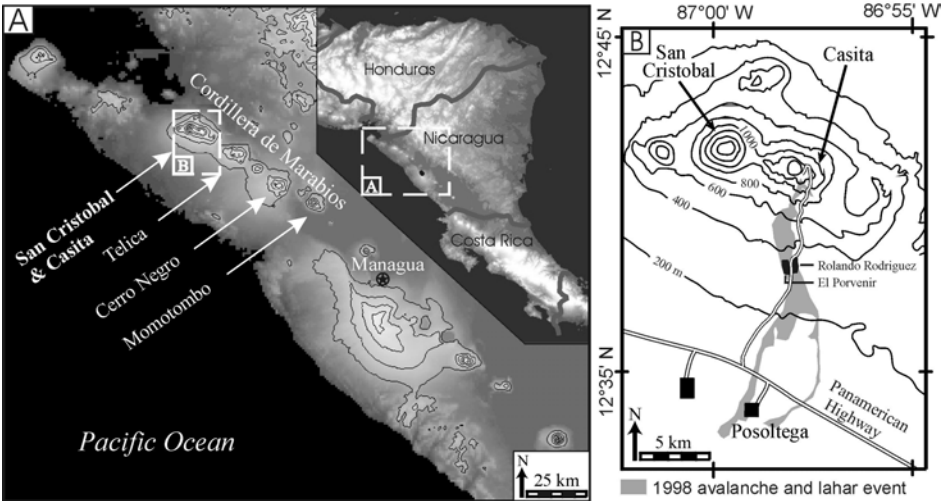 A
Honduras
Nicaragua
Costa Rica
A
Cordillera de Marabios
B
San Cristobal
& Casita
Telica
Cerro Negro
Momotombo
Managua
Pacific Ocean
N
25 km
87°00' W
86°55' W
12°45' N
12°35' N
B
San
Cristobal
Casita
1000
800
600
400
200 m
Rolando Rodriguez
El Porvenir
Panamerican
Highway
Posoltega
N
5 km
1998 avalanche and lahar event